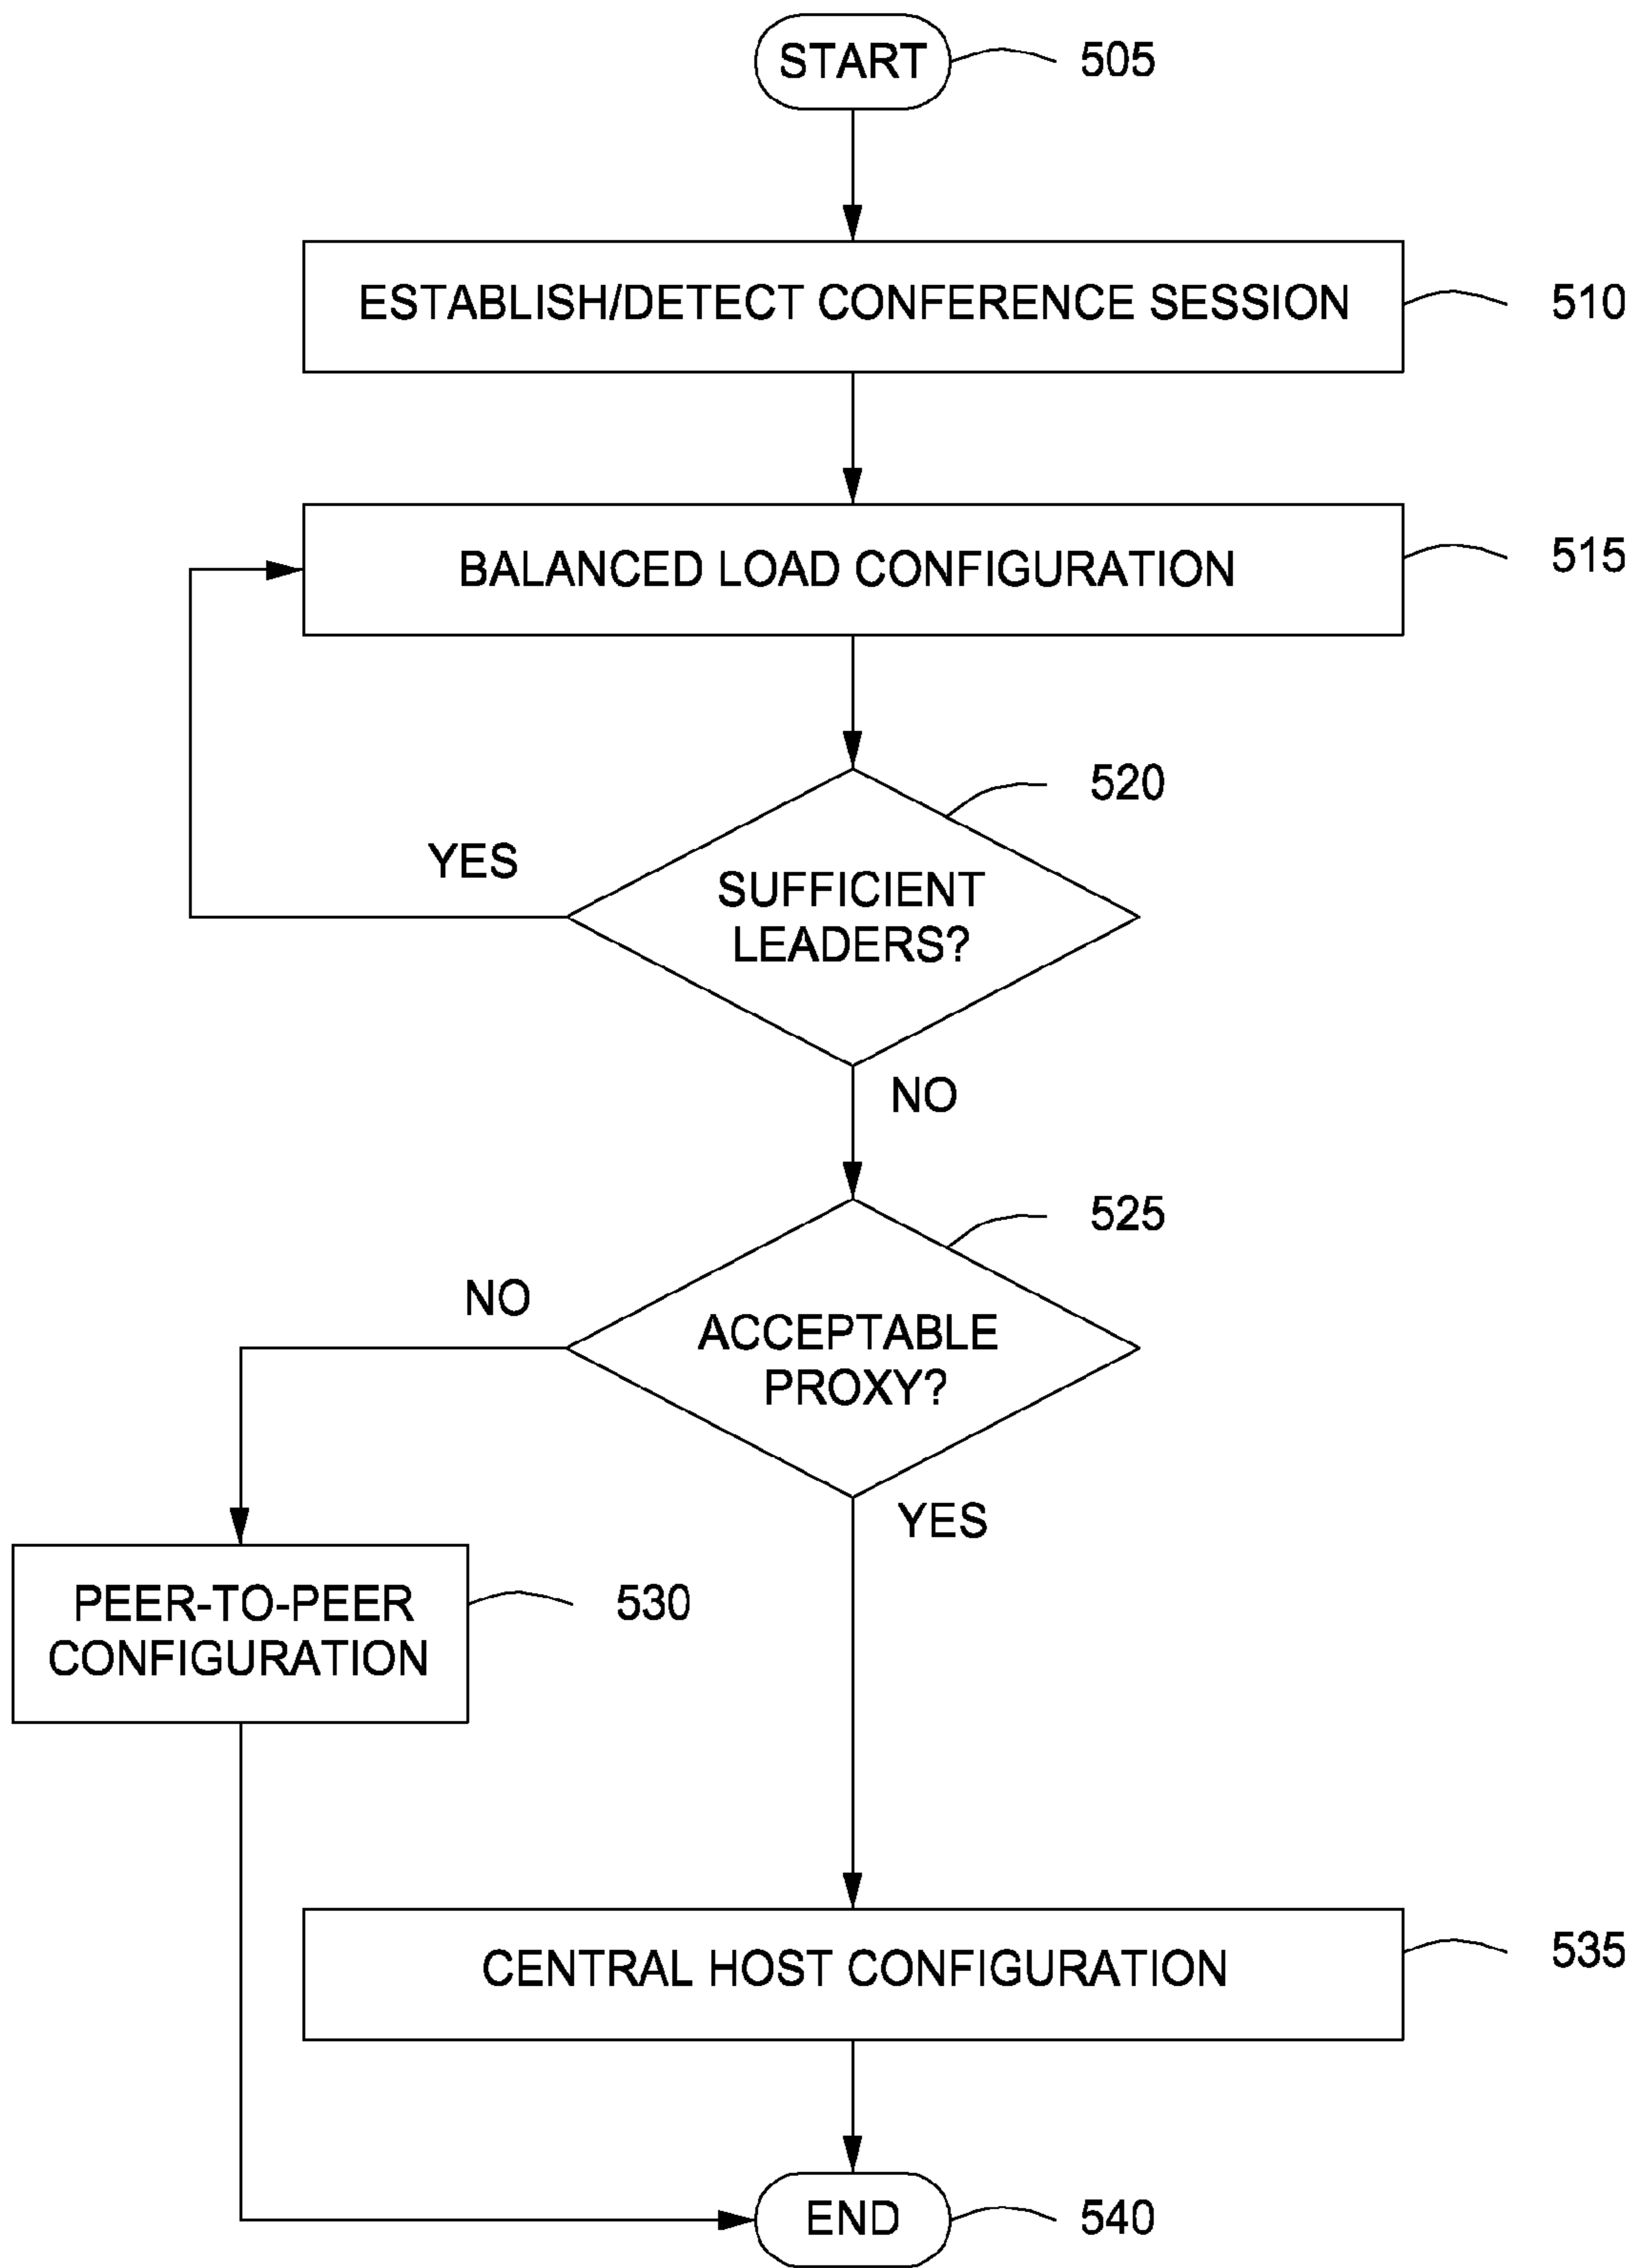 START
505
ESTABLISH/DETECT CONFERENCE SESSION
510
BALANCED LOAD CONFIGURATION
515
520
YES
SUFFICIENT
LEADERS?
NO
525
NO
ACCEPTABLE
PROXY?
YES
PEER-TO-PEER
CONFIGURATION
530
CENTRAL HOST CONFIGURATION
535
END
540